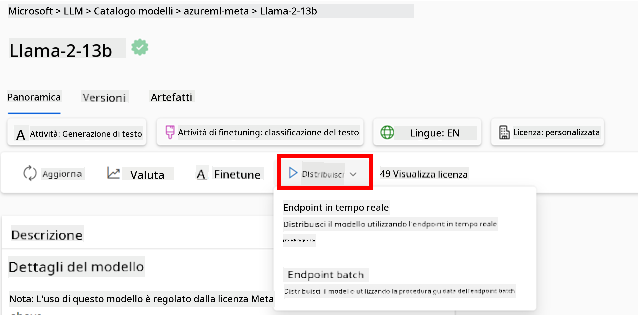 Microsoft > LLM > Catalogo modelli > azureml-meta > Llama-2-13b
Llama-2-13b
Panoramica Versioni Artefatti
A Attività: Generazione di testo Attività di finetuning: classificazione del testo Lingue: EN Licenza: personalizzata
Aggiorna Valuta A Finetune Distribuisci 49 Visualizza licenza
Endpoint in tempo reale
Distribuisci il modello utilizzando l'endpoint in tempo reale
Descrizione
Dettagli del modello
Endpoint batch
Distribuisci il modello utilizzando la procedura guidata dell'endpoint batch
Nota: L'uso di questo modello è regolato dalla licenza Meta